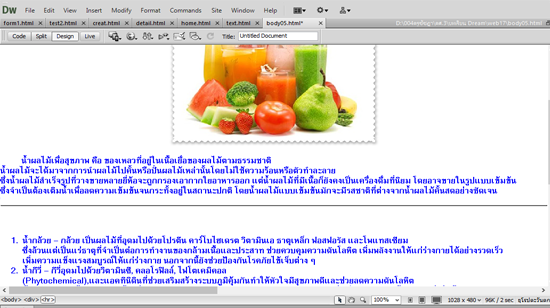 Dw File Edit View Insert Modify Format Commands Site Window Help
form1.html test2.html creat.html detail.html home.html text.html body05.html*
Code Split Design Live Title: Untitled Document
น้ำผลไม้เพื่อสุขภาพ คือ ของเหลวที่อยู่ในเนื้อเยื่อของผลไม้ตามธรรมชาติ
น้ำผลไม้จะได้มาจากการนำผลไม้ไปคั้นหรือปั่นผลไม้เหล่านั้นโดยไม่ใช้ความร้อนหรือตัวทำละลาย
ซึ่งน้ำผลไม้สำเร็จรูปที่วางขายหลายยี่ห้อจะถูกกรองเอากากใยอาหารออก แต่น้ำผลไม้ที่มีเนื้อก็ยังคงเป็นเครื่องดื่มที่นิยม โดยอาจขายในรูปแบบเข้มข้น
ซึ่งจำเป็นต้องเติมน้ำเพื่อลดความเข้มข้นจนกระทั่งอยู่ในสถานะปกติ โดยน้ำผลไม้แบบเข้มข้นมักจะมีรสชาติที่ต่างจากน้ำผลไม้คั้นสดอย่างชัดเจน
1. น้ำกล้วย – กล้วย เป็นผลไม้ที่อุดมไปด้วยโปรตีน คาร์โบไฮเดรต วิตามินเอ ธาตุเหล็ก ฟอสฟอรัส และโพแทสเซียม
ซึ่งล้วนแต่เป็นแร่ธาตุที่จำเป็นต่อการทำงานของกล้ามเนื้อและประสาท ช่วยควบคุมความดันโลหิต เพิ่มพลังงานให้แก่ร่างกายได้อย่างรวดเร็ว
เพิ่มความแข็งแรงสมบูรณ์ให้แก่ร่างกาย นอกจากนี้ยังช่วยป้องกันโรคภัยไข้เจ็บต่าง ๆ
2. น้ำกีวี่ – กีวี่อุดมไปด้วยวิตามินซี, คลอโรฟิลล์, ไฟโตเคมิคอล
(Phytochemical),และแอคทินิดีนที่ช่วยเสริมสร้างระบบภูมิคุ้มกันทำให้หัวใจมีสุขภาพดีและช่วยลดความดันโลหิต
<body> <div> <hr> 100% 1028 x 480 96K / 2 sec